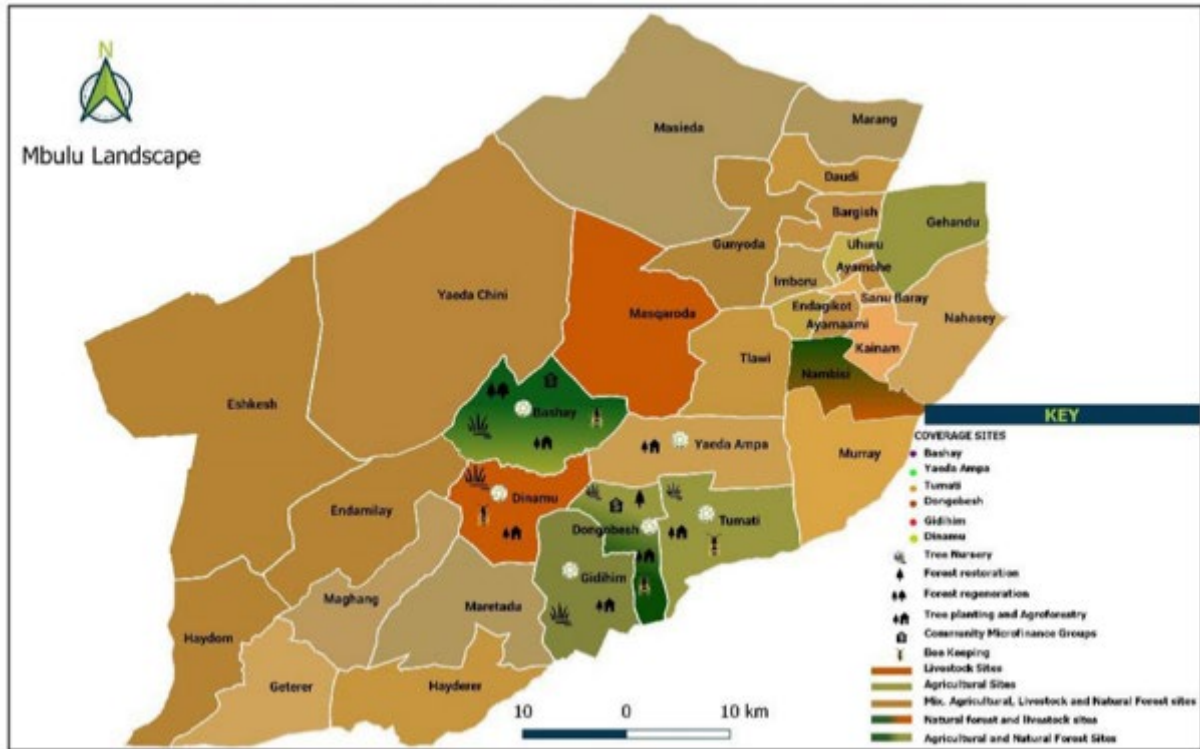 N
Mbulu Landscape
Masieda
Marang
Daudi
Bargish
Gehandu
Gunyoda
Uhuru
Ayamohe
Imboru
Yaeda Chini
Sanu Baray
Masqaroda
Endagikot
Nahasey
Ayamaami
Kainam
Tlawi
Nambisi
Eshkesh
Bashay
Yaeda Ampa
Murray
Dinamu
Endamilay
Tumati
Dongobesh
Gidihim
Maghang
Maretada
Haydom
Geterer
Hayderer
10 0 10 km
KEY
COVERAGE SITES
Bashay
Yaeda Ampa
Tumati
Dongobesh
Gidihim
Dinamu
Tree Nursery
Forest restoration
Forest regeneration
Tree planting and Agroforestry
Community Microfinance Groups
Bee Keeping
Livestock Sites
Agricultural Sites
Mix. Agricultural, Livestock and Natural Forest sites
Natural forest and livestock sites
Agricultural and Natural Forest Sites